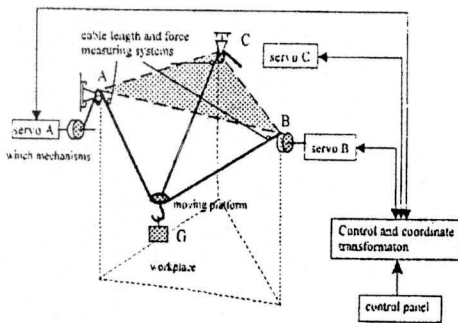 cable length and force
measuring systems
C
servo C
A
B
servo A
servo B
winch mechanisms
moving platform
G
Control and coordinate
transformaton
workplace
control panel